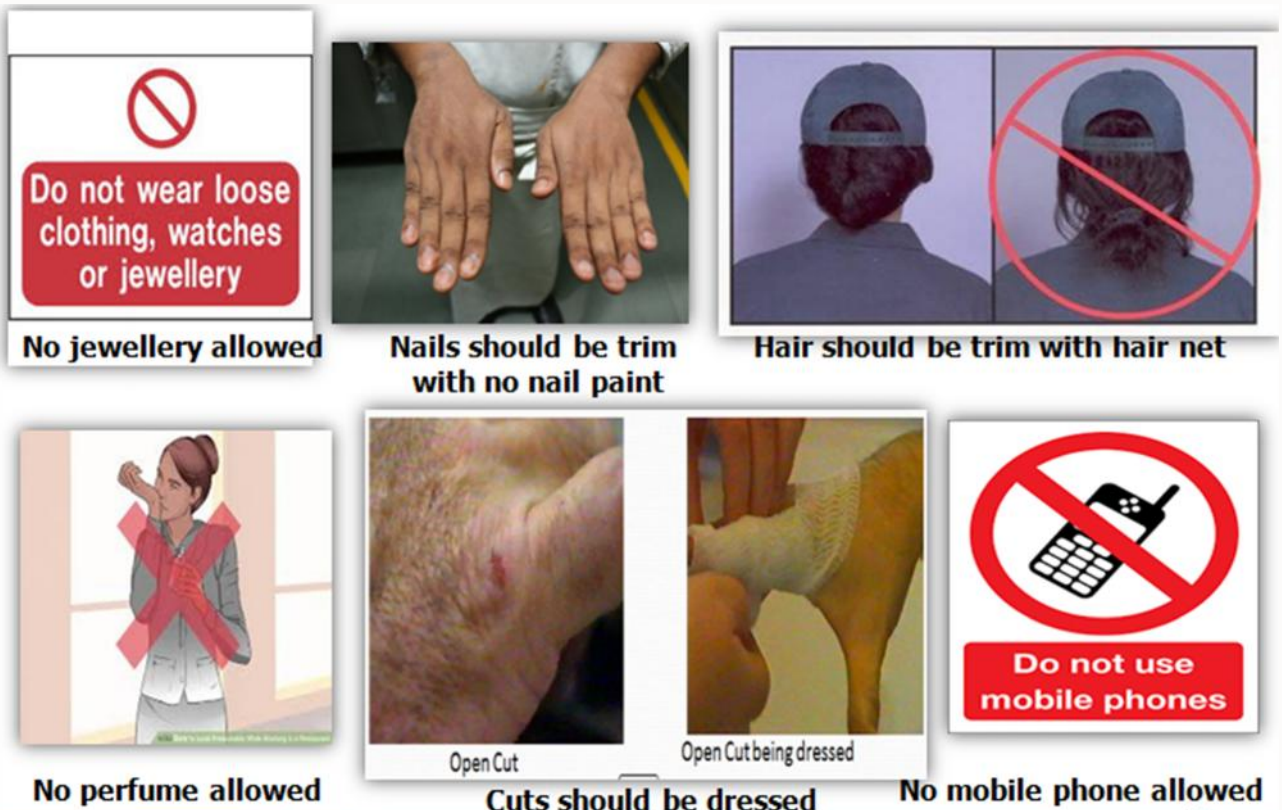 Do not wear loose
clothing, watches
or jewellery
No jewellery allowed
Nails should be trim
with no nail paint
Hair should be trim with hair net
No perfume allowed
Open Cut
Open Cut being dressed
Cuts should be dressed
Do not use
mobile phones
No mobile phone allowed